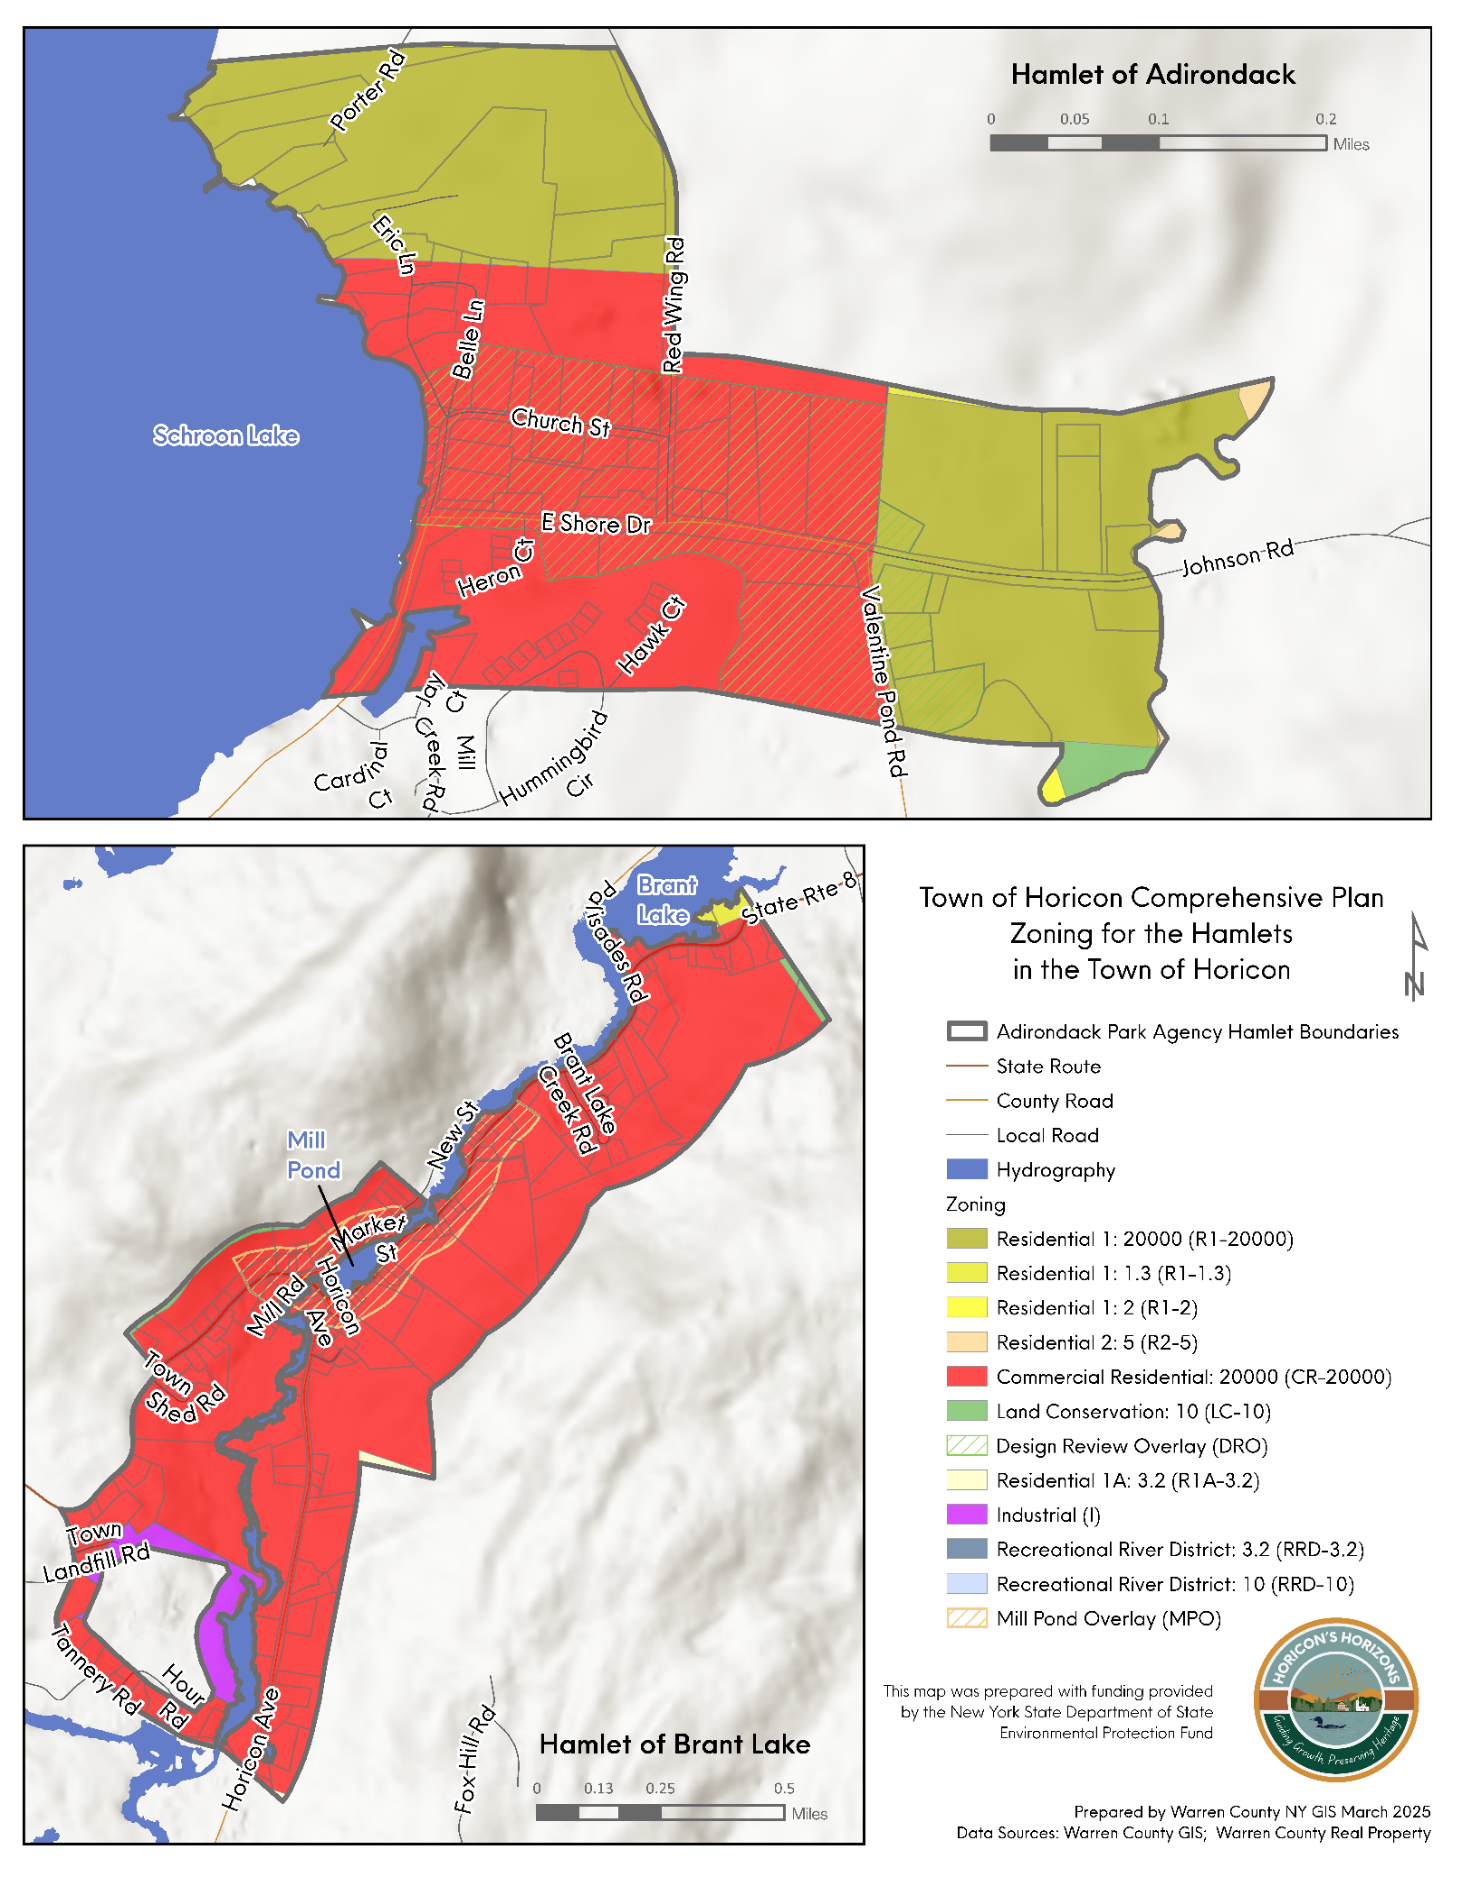 Hamlet of Adirondack
0 0.05 0.1 0.2
Miles
Porter Rd
Eric Ln
Belle Ln
Red Wing Rd
Church St
Schroon Lake
E Shore Dr
Heron Ct
Hawk Ct
Johnson Rd
Valentine Pond Rd
Jay
Ct
Creek Rd
Mill
Cardinal
Ct
Hummingbird
Cir
Brant
Lake
State Rte 8
Palisades Rd
Brant Lake
Creek Rd
New St
Mill
Pond
Market
St
Horicon
Ave
Mill Rd
Town
Shed Rd
Town
Landfill Rd
Tannery Rd
Hour
Rd
Horicon Ave
Fox Hill Rd
Hamlet of Brant Lake
0 0.13 0.25 0.5
Miles
Town of Horicon Comprehensive Plan
Zoning for the Hamlets
in the Town of Horicon
N
Adirondack Park Agency Hamlet Boundaries
State Route
County Road
Local Road
Hydrography
Zoning
Residential 1: 20000 (R1-20000)
Residential 1: 1.3 (R1-1.3)
Residential 1: 2 (R1-2)
Residential 2: 5 (R2-5)
Commercial Residential: 20000 (CR-20000)
Land Conservation: 10 (LC-10)
Design Review Overlay (DRO)
Residential 1A: 3.2 (R1A-3.2)
Industrial (I)
Recreational River District: 3.2 (RRD-3.2)
Recreational River District: 10 (RRD-10)
Mill Pond Overlay (MPO)
This map was prepared with funding provided
by the New York State Department of State
Environmental Protection Fund
HORICON'S HORIZONS
Guiding Growth Preserving Heritage
Prepared by Warren County NY GIS March 2025
Data Sources: Warren County GIS; Warren County Real Property